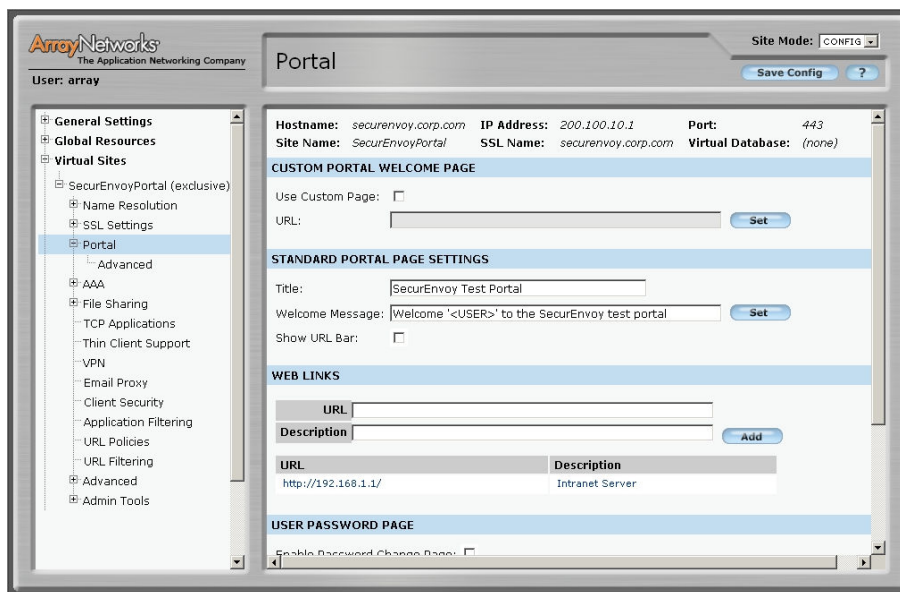 ArrayNetworks
The Application Networking Company
User: array
Portal
Site Mode: CONFIG
Save Config ?
General Settings
Global Resources
Virtual Sites
SecurEnvoyPortal (exclusive)
Name Resolution
SSL Settings
Portal
Advanced
AAA
File Sharing
TCP Applications
Thin Client Support
VPN
Email Proxy
Client Security
Application Filtering
URL Policies
URL Filtering
Advanced
Admin Tools
Hostname: securenvoy.corp.com IP Address: 200.100.10.1 Port: 443
Site Name: SecurEnvoyPortal SSL Name: securenvoy.corp.com Virtual Database: (none)
CUSTOM PORTAL WELCOME PAGE
Use Custom Page:
URL: Set
STANDARD PORTAL PAGE SETTINGS
Title: SecurEnvoy Test Portal
Welcome Message: Welcome '<USER>' to the SecurEnvoy test portal Set
Show URL Bar:
WEB LINKS
URL
Description Add
URL Description
http://192.168.1.1/ Intranet Server
USER PASSWORD PAGE
Enable Password Change Page: